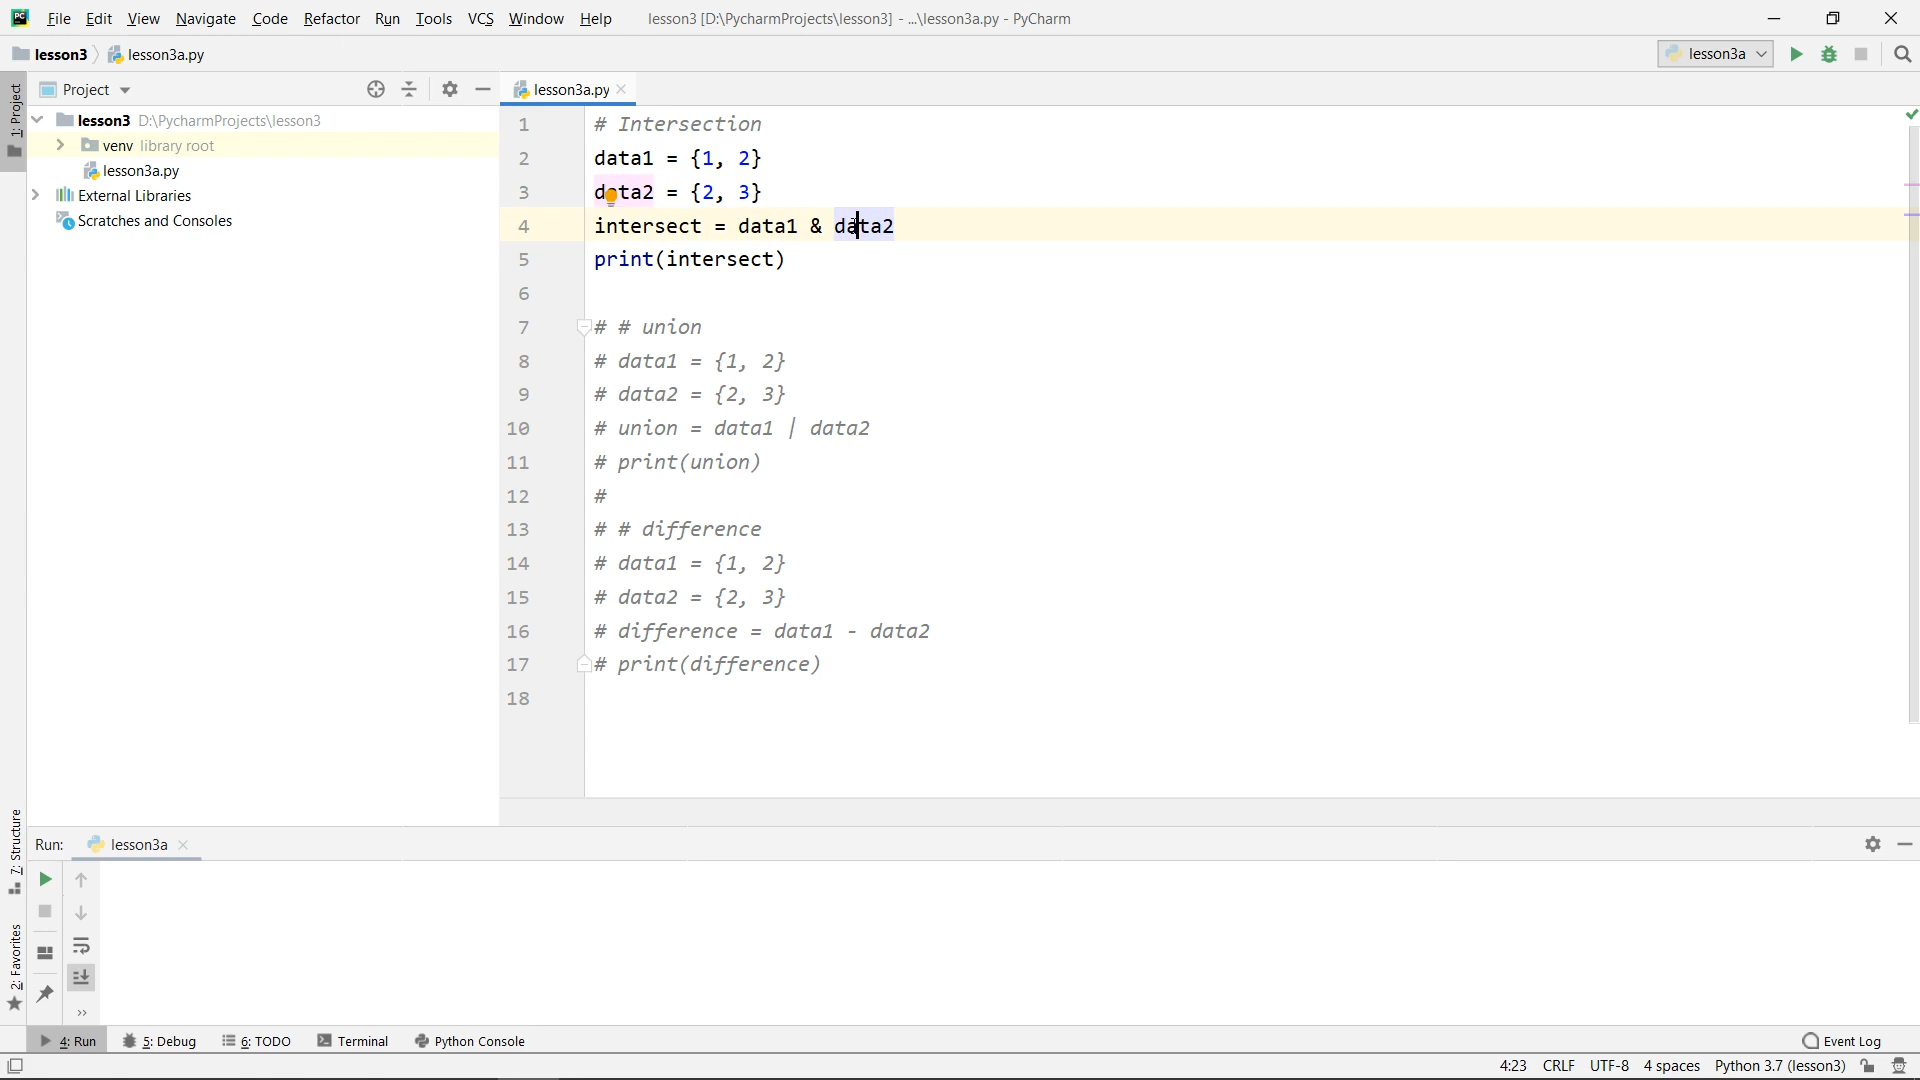 File Edit View Navigate Code Refactor Run Tools VCS Window Help lesson3 [D:\PycharmProjects\lesson3] - ...\lesson3a.py - PyCharm
lesson3 lesson3a.py lesson3a
1: Project
Project
lesson3 D:\PycharmProjects\lesson3
venv library root
lesson3a.py
External Libraries
Scratches and Consoles
lesson3a.py
1 # Intersection
2 data1 = {1, 2}
3 data2 = {2, 3}
4 intersect = data1 & data2
5 print(intersect)
6
7 # # union
8 # data1 = {1, 2}
9 # data2 = {2, 3}
10 # union = data1 | data2
11 # print(union)
12 #
13 # # difference
14 # data1 = {1, 2}
15 # data2 = {2, 3}
16 # difference = data1 - data2
17 # print(difference)
18
7: Structure
2: Favorites
Run: lesson3a
4: Run 5: Debug 6: TODO Terminal Python Console Event Log
4:23 CRLF UTF-8 4 spaces Python 3.7 (lesson3)